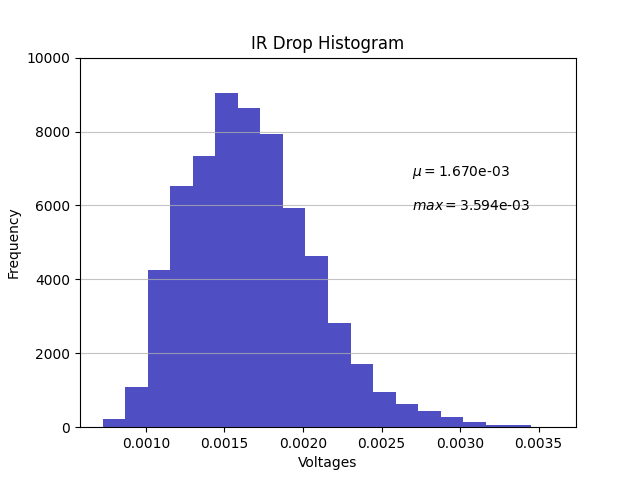 IR Drop Histogram
10000
8000
6000
4000
2000
0
Frequency
μ = 1.670e-03
max = 3.594e-03
0.0010 0.0015 0.0020 0.0025 0.0030 0.0035
Voltages